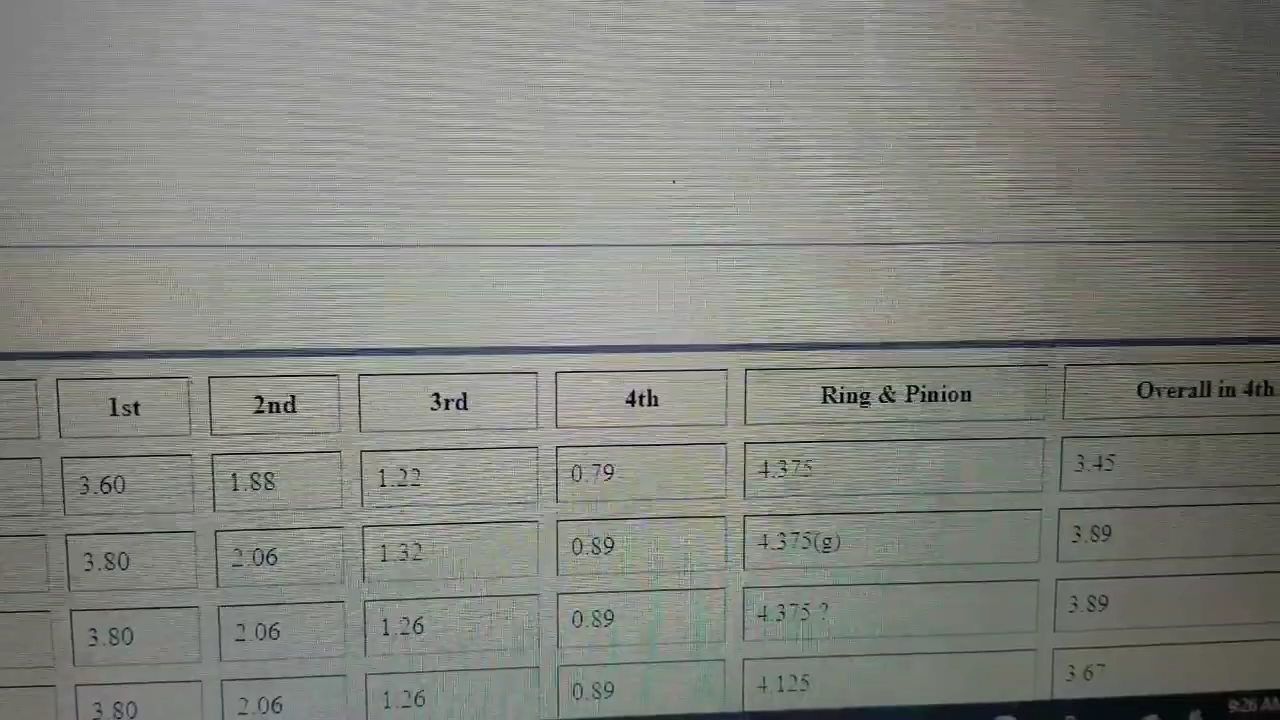 1st 2nd 3rd 4th Ring & Pinion Overall in 4th
3.60 1.88 1.22 0.79 4.375 3.45
3.80 2.06 1.32 0.89 4.375(g) 3.89
3.80 2.06 1.26 0.89 4.375 ? 3.89
3.80 2.06 1.26 0.89 4.125 3.67
9:26 AM